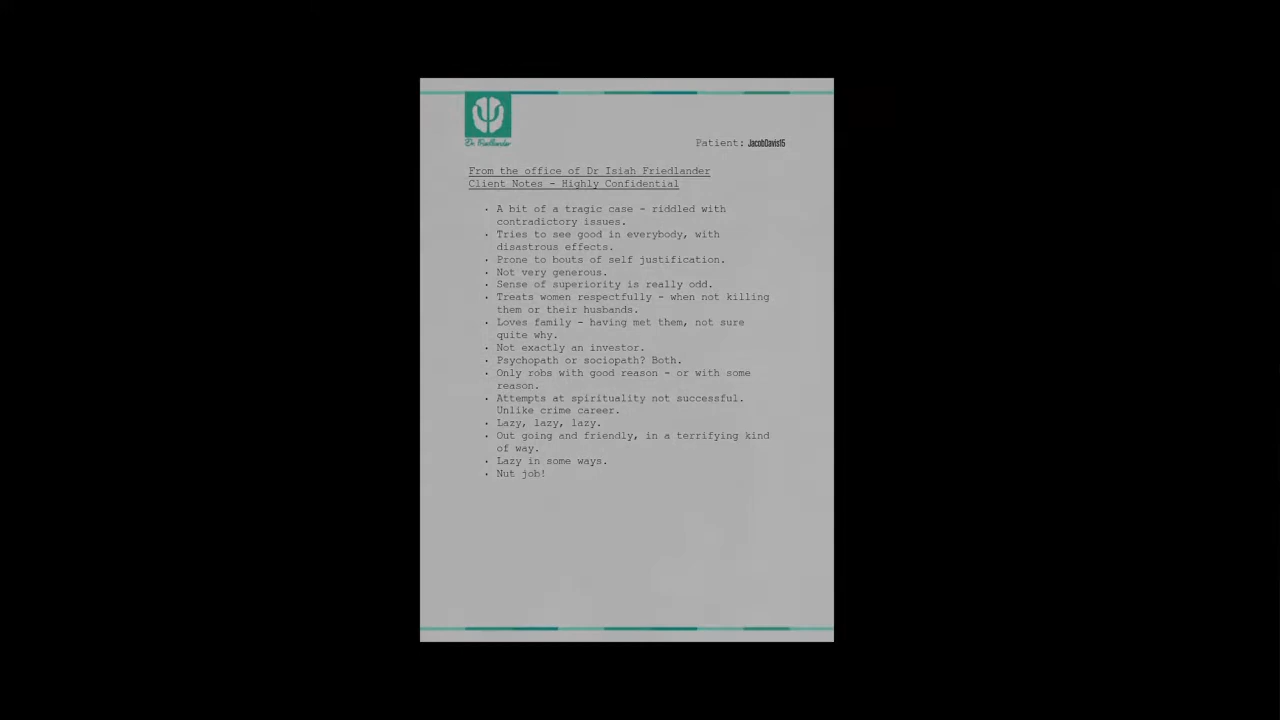 Dr. Friedlander
Patient: JacobDavis15
From the office of Dr Isiah Friedlander
Client Notes - Highly Confidential
• A bit of a tragic case - riddled with
contradictory issues.
• Tries to see good in everybody, with
disastrous effects.
• Prone to bouts of self justification.
• Not very generous.
• Sense of superiority is really odd.
• Treats women respectfully - when not killing
them or their husbands.
• Loves family - having met them, not sure
quite why.
• Not exactly an investor.
• Psychopath or sociopath? Both.
• Only robs with good reason - or with some
reason.
• Attempts at spirituality not successful.
Unlike crime career.
• Lazy, lazy, lazy.
• Out going and friendly, in a terrifying kind
of way.
• Lazy in some ways.
• Nut job!